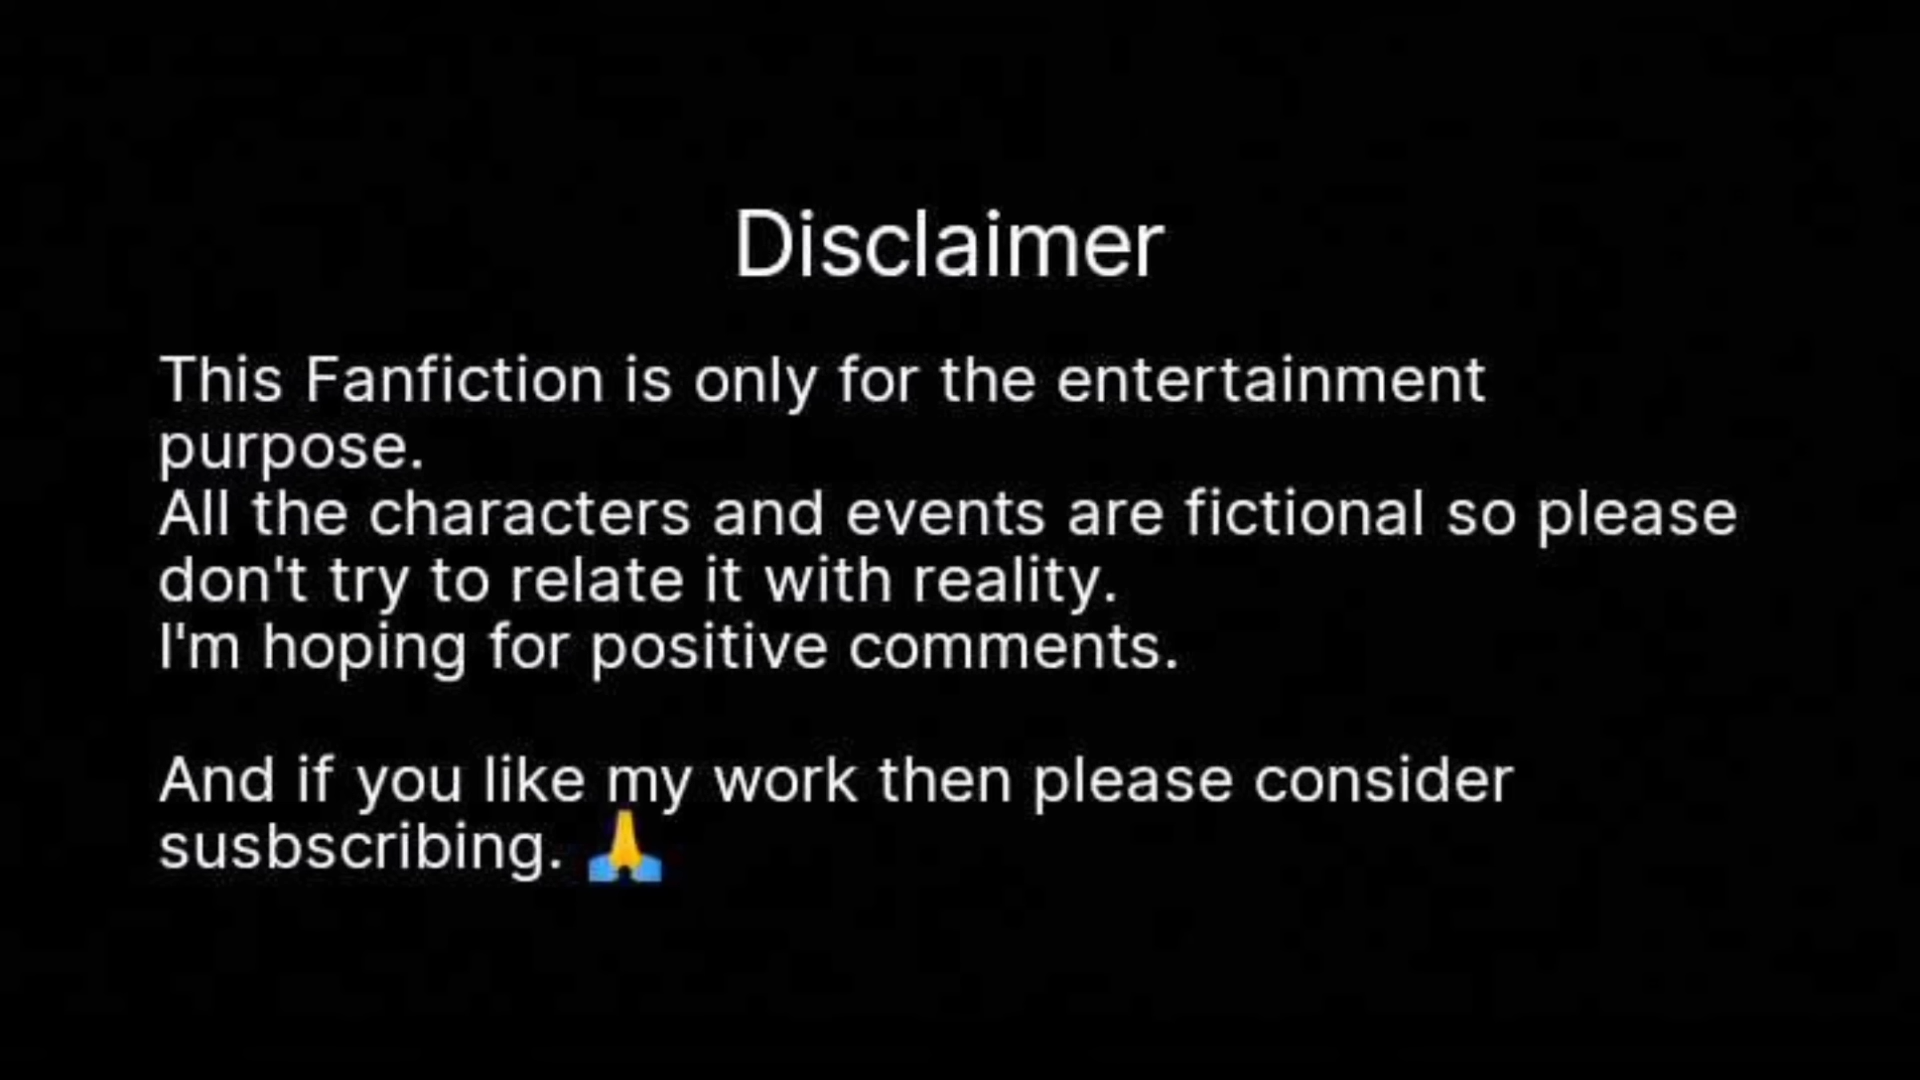 Disclaimer
This Fanfiction is only for the entertainment
purpose.
All the characters and events are fictional so please
don't try to relate it with reality.
I'm hoping for positive comments.
And if you like my work then please consider
susbscribing. 🙏